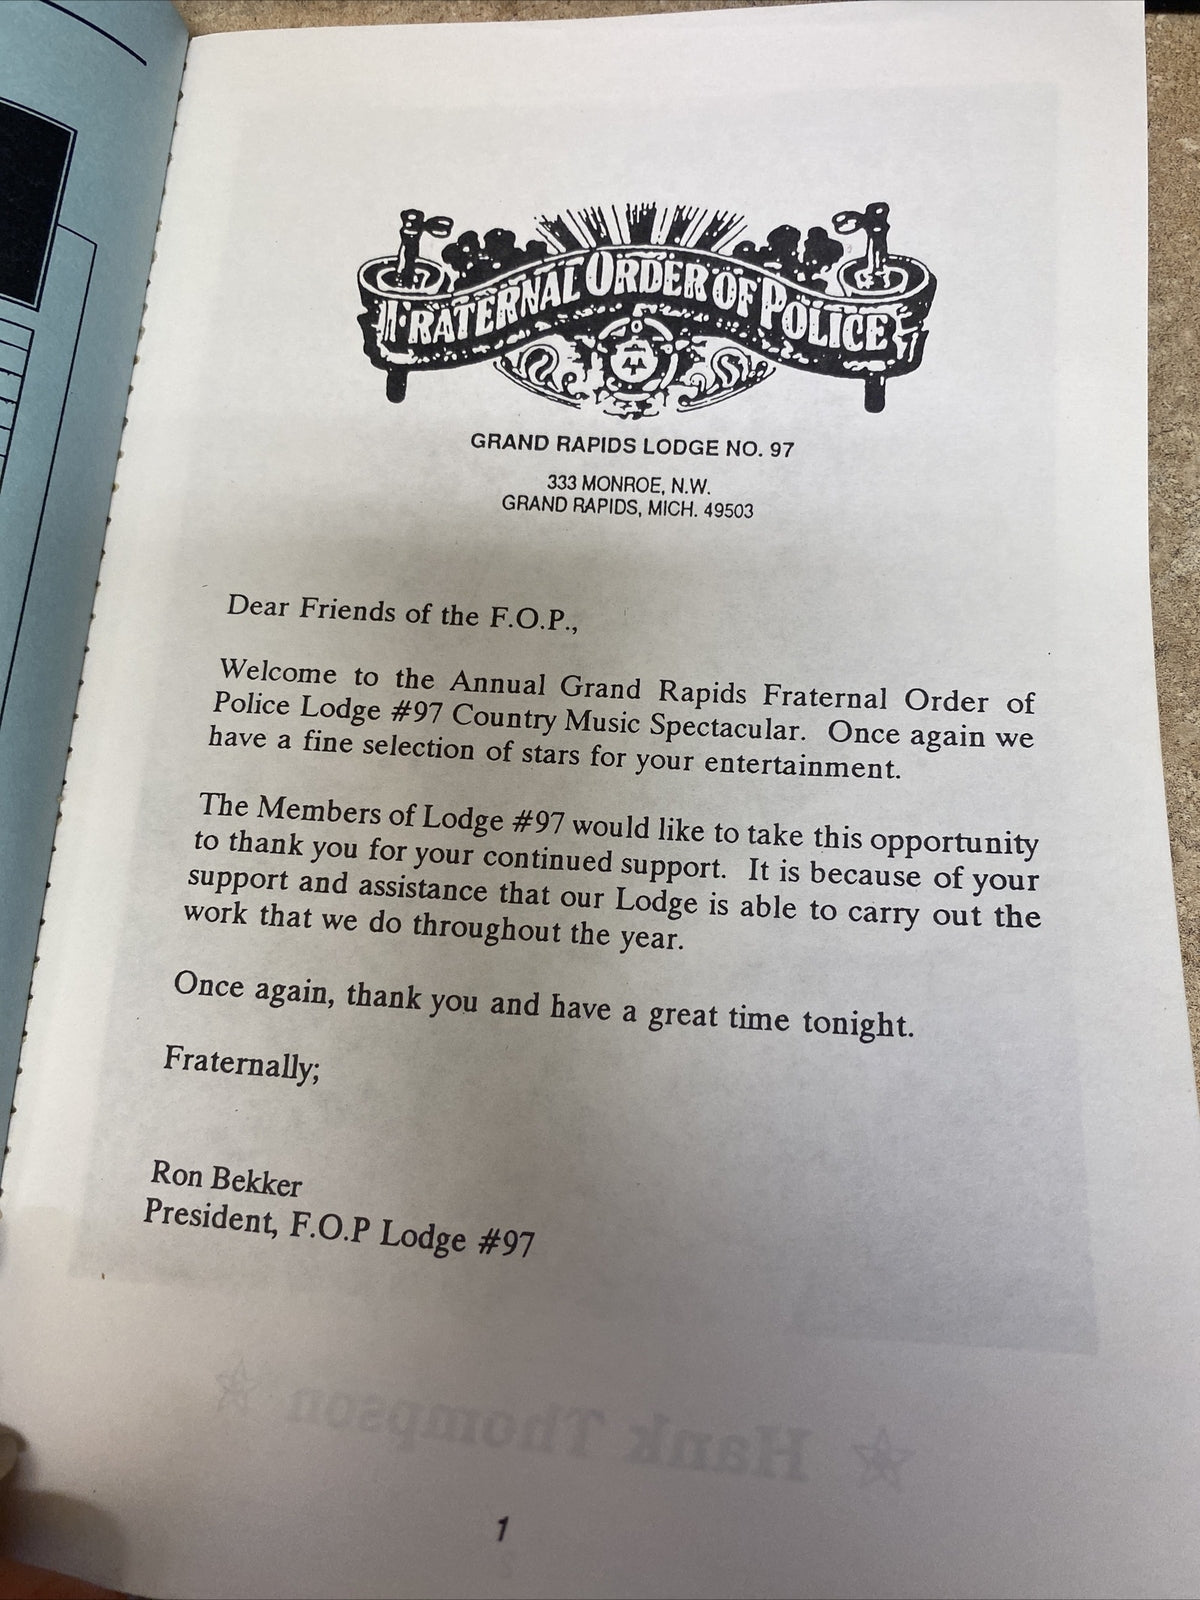 FRATERNAL ORDER OF POLICE
GRAND RAPIDS LODGE NO. 97
333 MONROE, N.W.
GRAND RAPIDS, MICH. 49503
Dear Friends of the F.O.P.,
Welcome to the Annual Grand Rapids Fraternal Order of
Police Lodge #97 Country Music Spectacular. Once again we
have a fine selection of stars for your entertainment.
The Members of Lodge #97 would like to take this opportunity
to thank you for your continued support. It is because of your
support and assistance that our Lodge is able to carry out the
work that we do throughout the year.
Once again, thank you and have a great time tonight.
Fraternally;
Ron Bekker
President, F.O.P Lodge #97
Hank Thompson
1
2